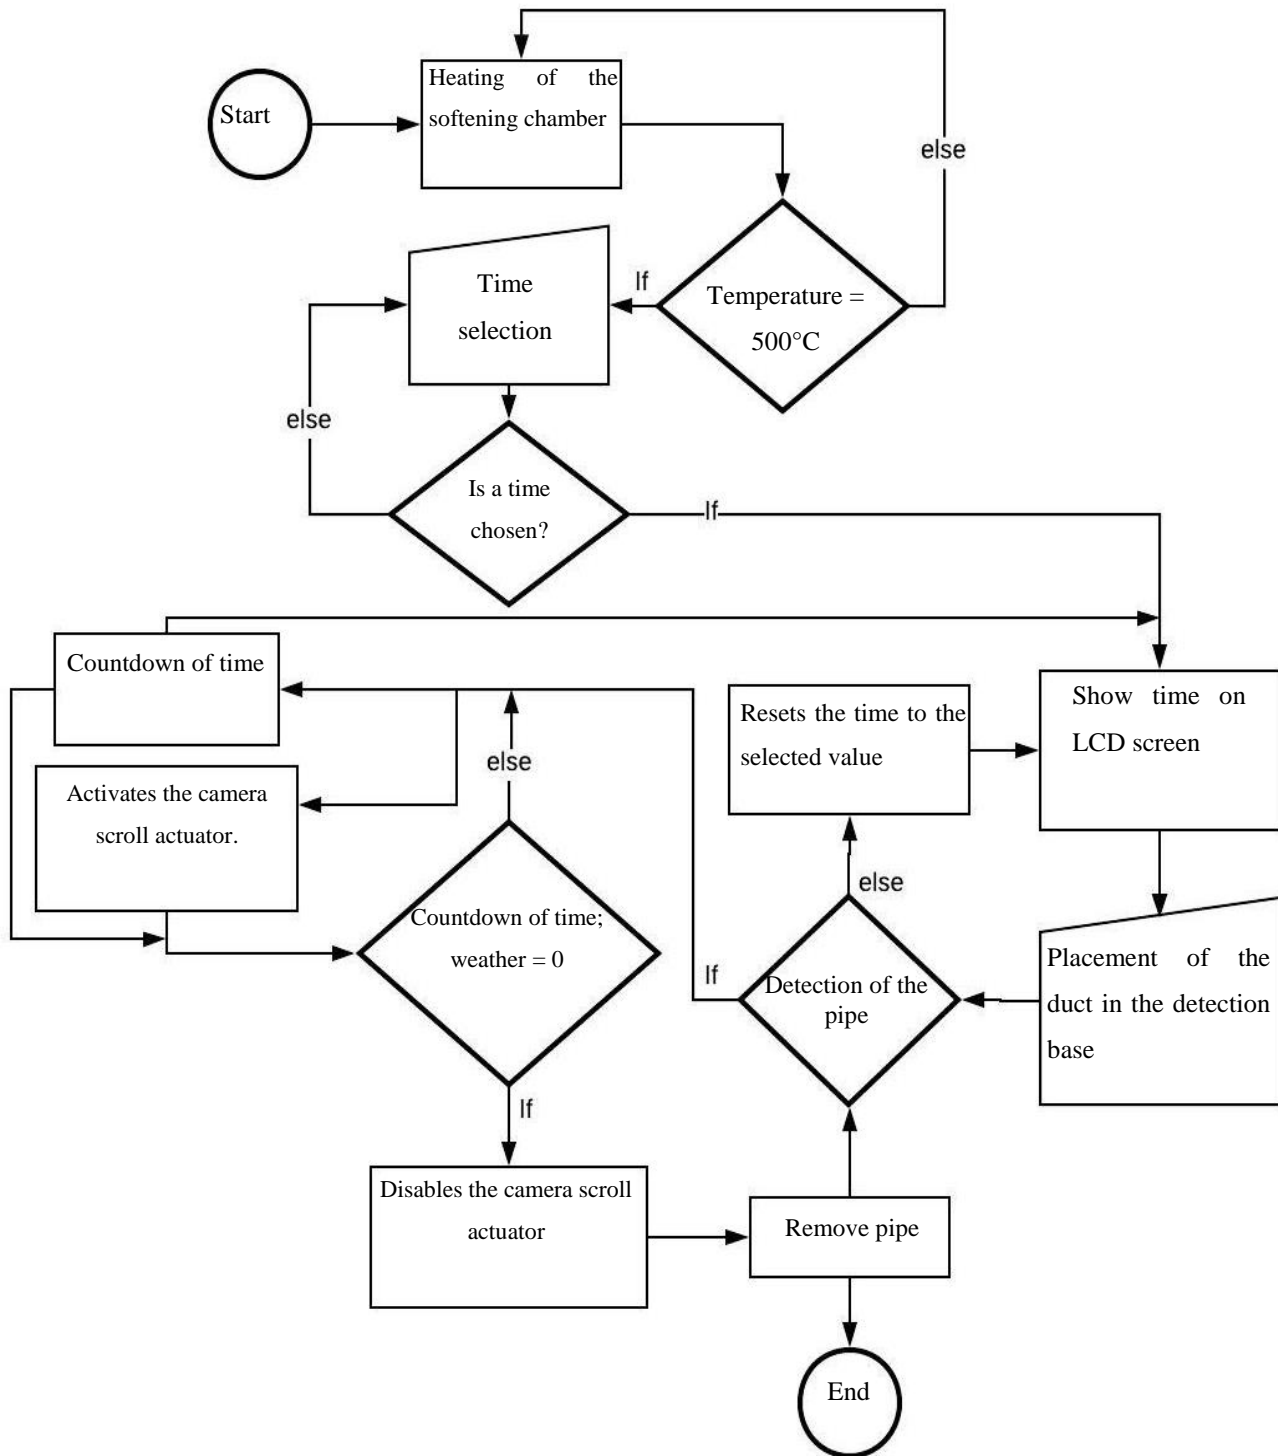 Start
Heating of the
softening chamber
else
Temperature =
500°C
If
Time
selection
else
Is a time
chosen?
If
Countdown of time
Activates the camera
scroll actuator.
else
Countdown of time;
weather = 0
If
Disables the camera scroll
actuator
Resets the time to the
selected value
else
Detection of the
pipe
If
Show time on
LCD screen
Placement of the
duct in the detection
base
Remove pipe
End